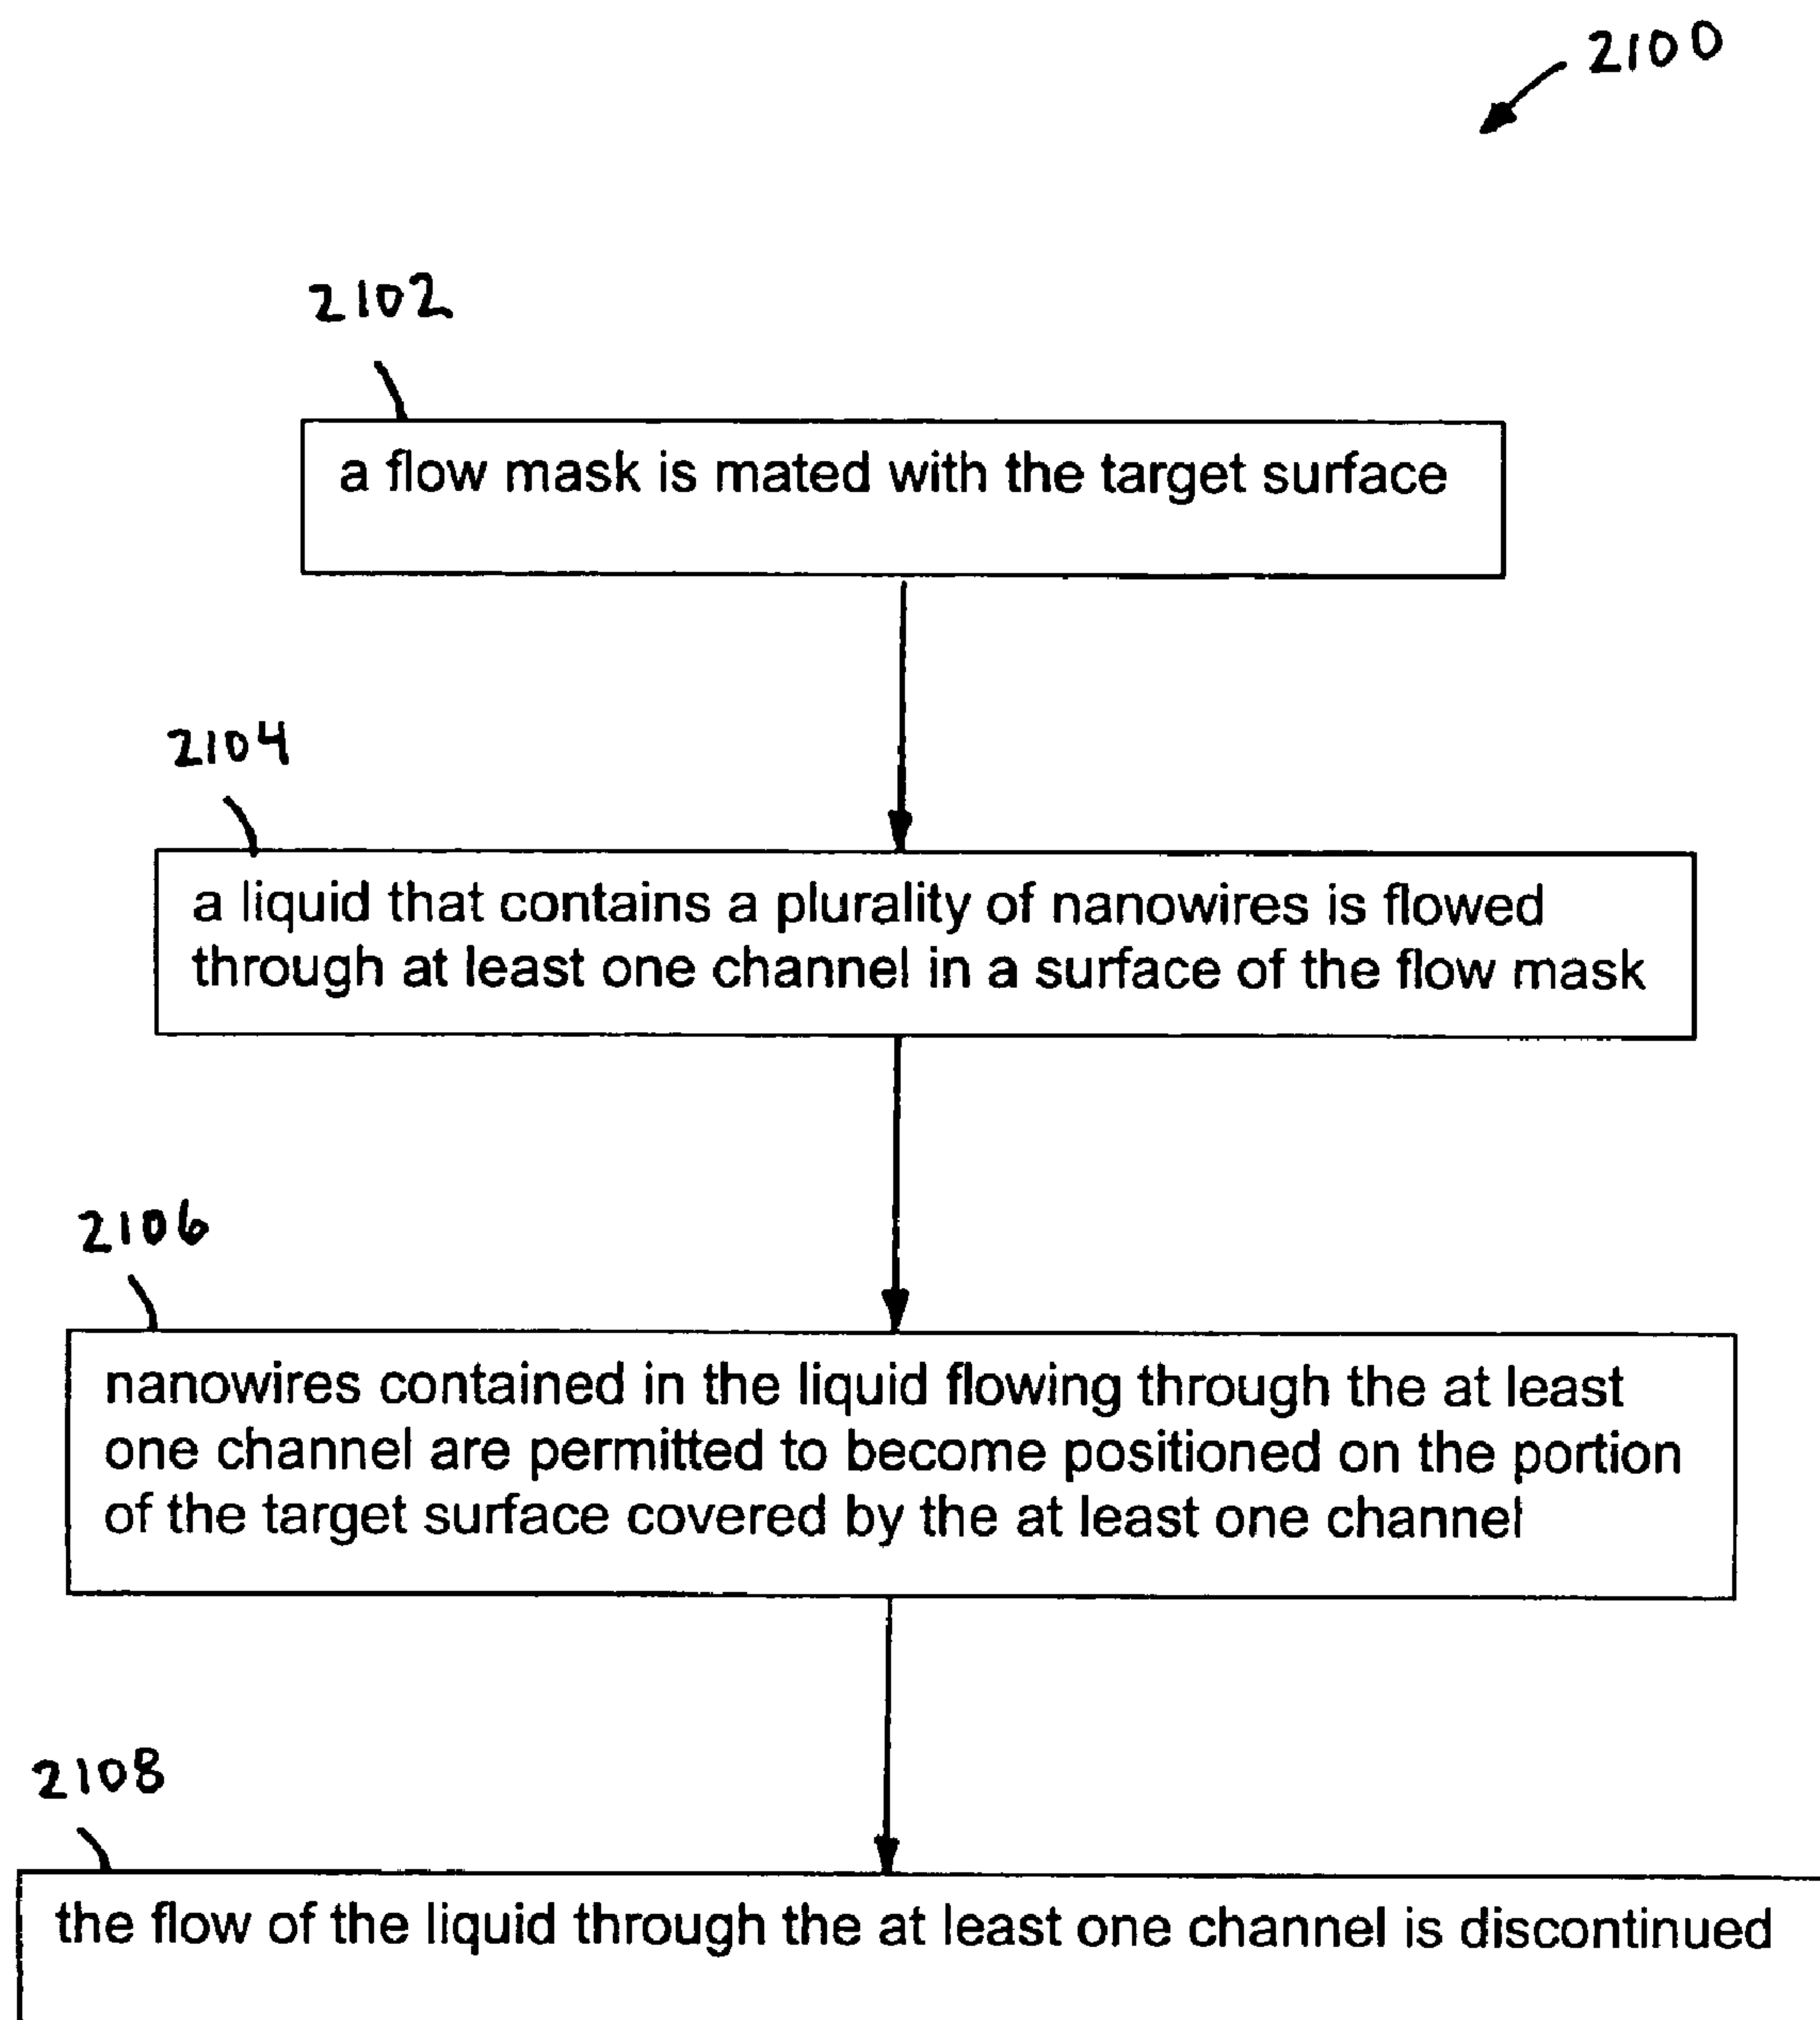 2100
2102
a flow mask is mated with the target surface
2104
a liquid that contains a plurality of nanowires is flowed
through at least one channel in a surface of the flow mask
2106
nanowires contained in the liquid flowing through the at least
one channel are permitted to become positioned on the portion
of the target surface covered by the at least one channel
2108
the flow of the liquid through the at least one channel is discontinued